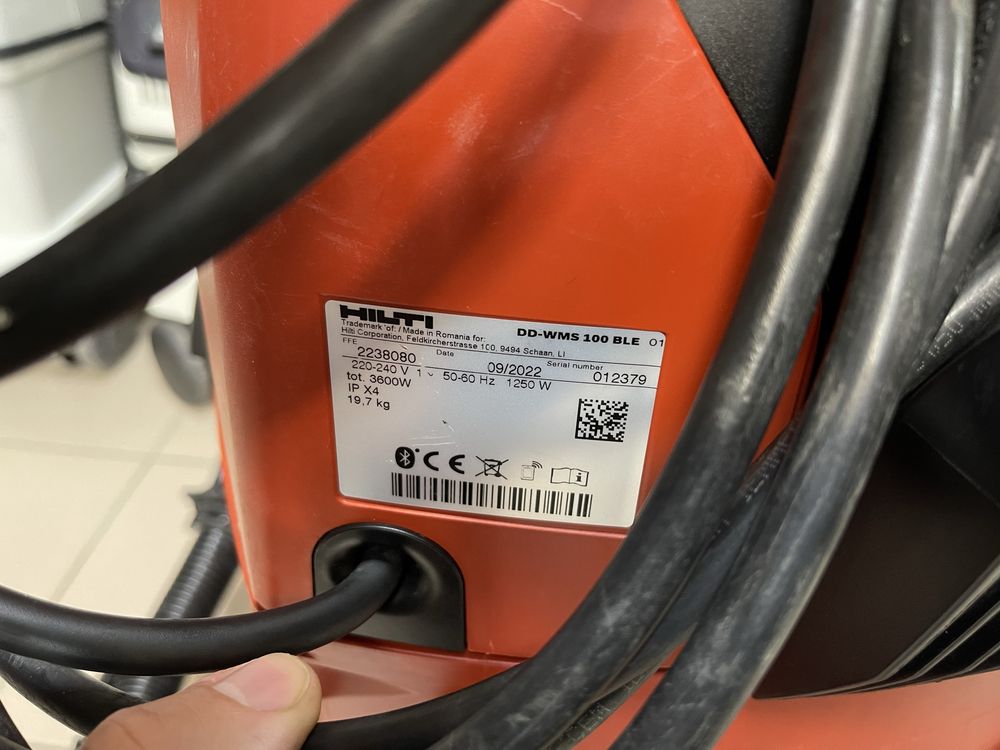 HILTI
DD-WMS 100 BLE 01
Trademark of: / Made in Romania for:
Hilti Corporation, Feldkircherstrasse 100, 9494 Schaan, LI
FFE 2238080 Date 09/2022 Serial number 012379
220-240 V 1~ 50-60 Hz 1250 W
tot. 3600W
IP X4
19,7 kg
CE